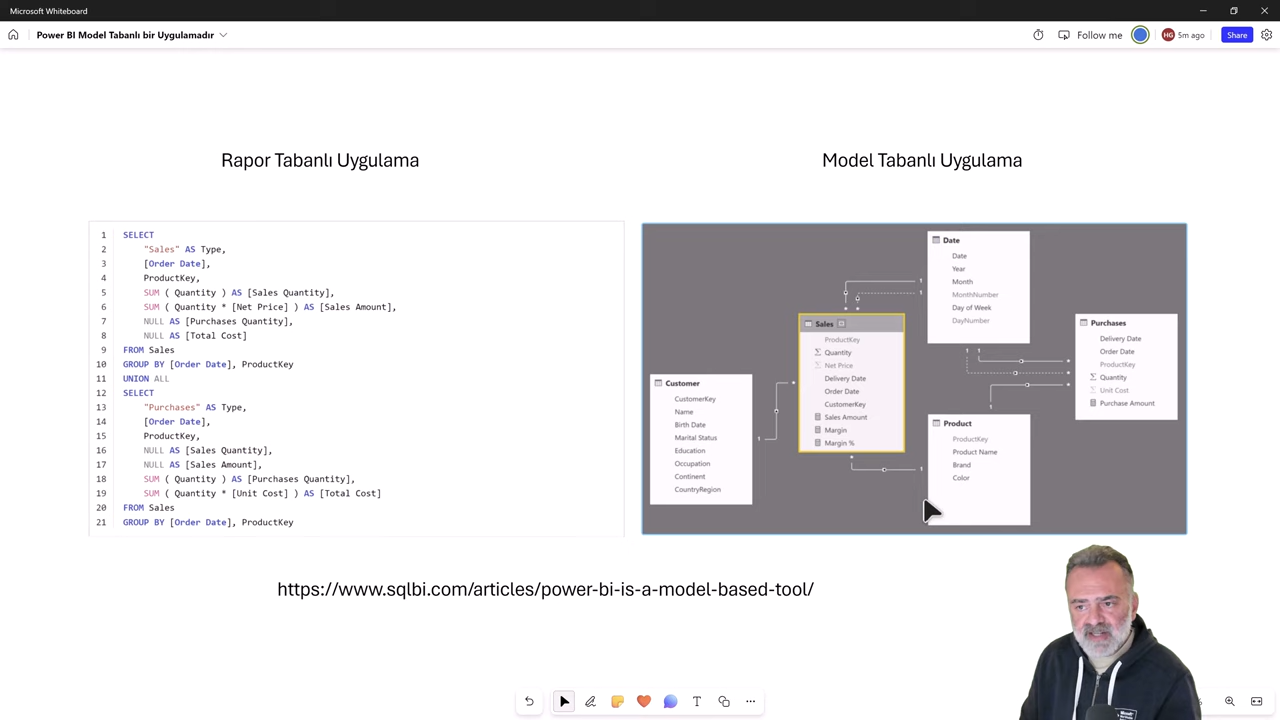 Microsoft Whiteboard
Power BI Model Tabanlı bir Uygulamadır
Follow me
HG
5m ago
Share
Rapor Tabanlı Uygulama
Model Tabanlı Uygulama
1 SELECT
2 "Sales" AS Type,
3 [Order Date],
4 ProductKey,
5 SUM ( Quantity ) AS [Sales Quantity],
6 SUM ( Quantity * [Net Price] ) AS [Sales Amount],
7 NULL AS [Purchases Quantity],
8 NULL AS [Total Cost]
9 FROM Sales
10 GROUP BY [Order Date], ProductKey
11 UNION ALL
12 SELECT
13 "Purchases" AS Type,
14 [Order Date],
15 ProductKey,
16 NULL AS [Sales Quantity],
17 NULL AS [Sales Amount],
18 SUM ( Quantity ) AS [Purchases Quantity],
19 SUM ( Quantity * [Unit Cost] ) AS [Total Cost]
20 FROM Sales
21 GROUP BY [Order Date], ProductKey
Customer
CustomerKey
Name
Birth Date
Marital Status
Education
Occupation
Continent
CountryRegion
Sales
ProductKey
Quantity
Net Price
Delivery Date
Order Date
CustomerKey
Sales Amount
Margin
Margin %
Date
Date
Year
Month
MonthNumber
Day of Week
DayNumber
Product
ProductKey
Product Name
Brand
Color
Purchases
Delivery Date
Order Date
ProductKey
Quantity
Unit Cost
Purchase Amount
https://www.sqlbi.com/articles/power-bi-is-a-model-based-tool/